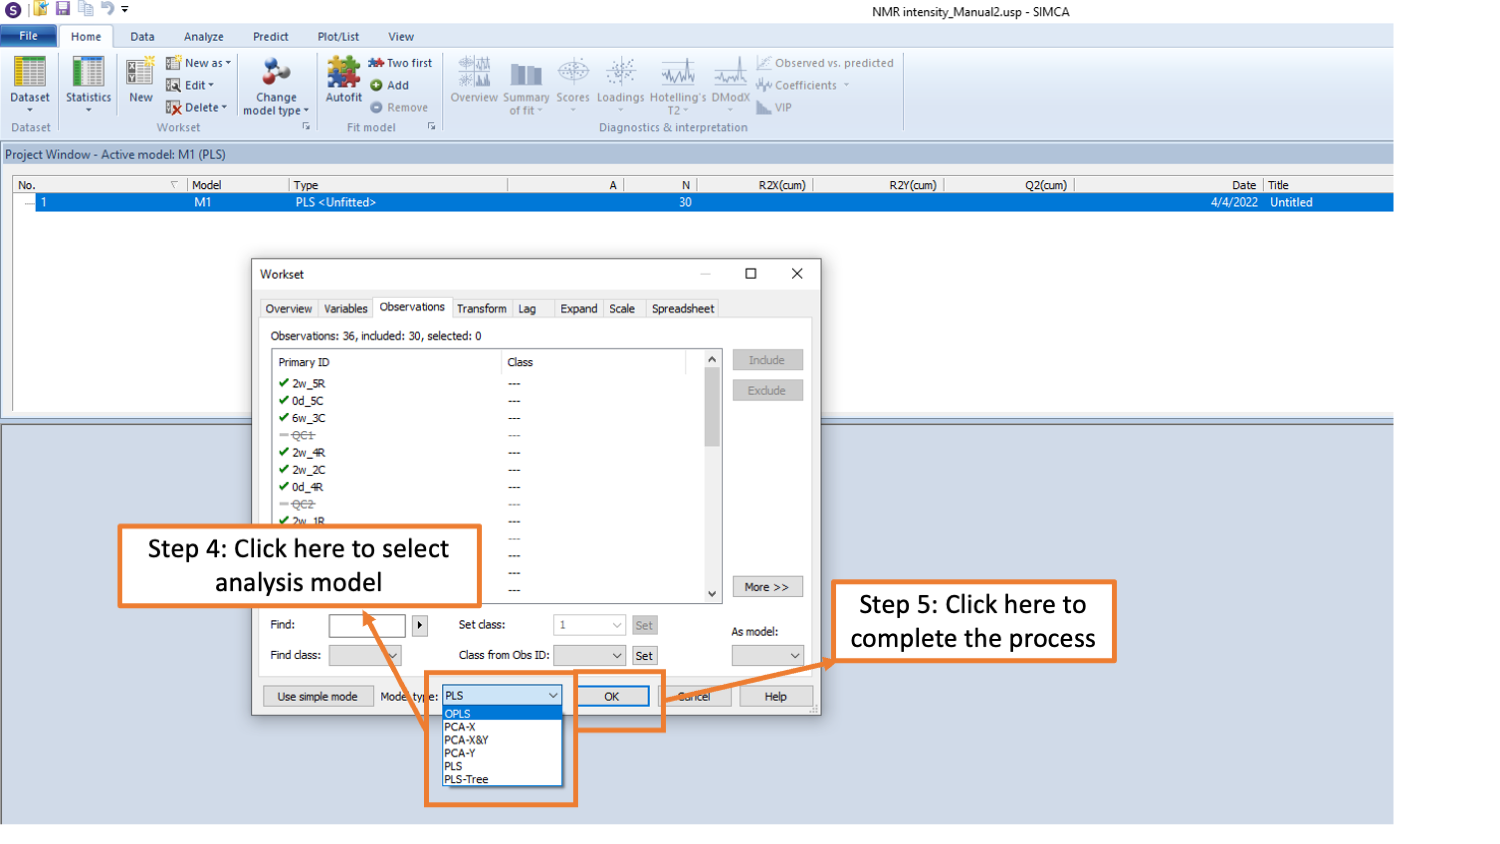 S
NMR intensity_Manual2.usp - SIMCA
File Home Data Analyze Predict Plot/List View
Dataset
Statistics
New
New as
Edit
Delete
Change
model type
Autofit
Two first
Add
Remove
Overview
Summary
of fit
Scores
Loadings
Hotelling's
T2
DModX
Observed vs. predicted
Coefficients
VIP
Dataset
Workset
Fit model
Diagnostics & interpretation
Project Window - Active model: M1 (PLS)
No. Model Type A N R2X(cum) R2Y(cum) Q2(cum) Date Title
1 M1 PLS <Unfitted> 30 4/4/2022 Untitled
Workset
Overview Variables Observations Transform Lag Expand Scale Spreadsheet
Observations: 36, included: 30, selected: 0
Primary ID Class
2w_5R ---
0d_5C ---
6w_3C ---
QC1 ---
2w_4R ---
2w_2C ---
0d_4R ---
QC2 ---
2w_1R ---
---
---
---
---
Include
Exclude
More >>
Step 4: Click here to select
analysis model
Step 5: Click here to
complete the process
Find: Set class: 1 Set
As model:
Find class: Class from Obs ID: Set
Use simple mode Model type: PLS OK Cancel Help
OPLS
PCA-X
PCA-X&Y
PCA-Y
PLS
PLS-Tree